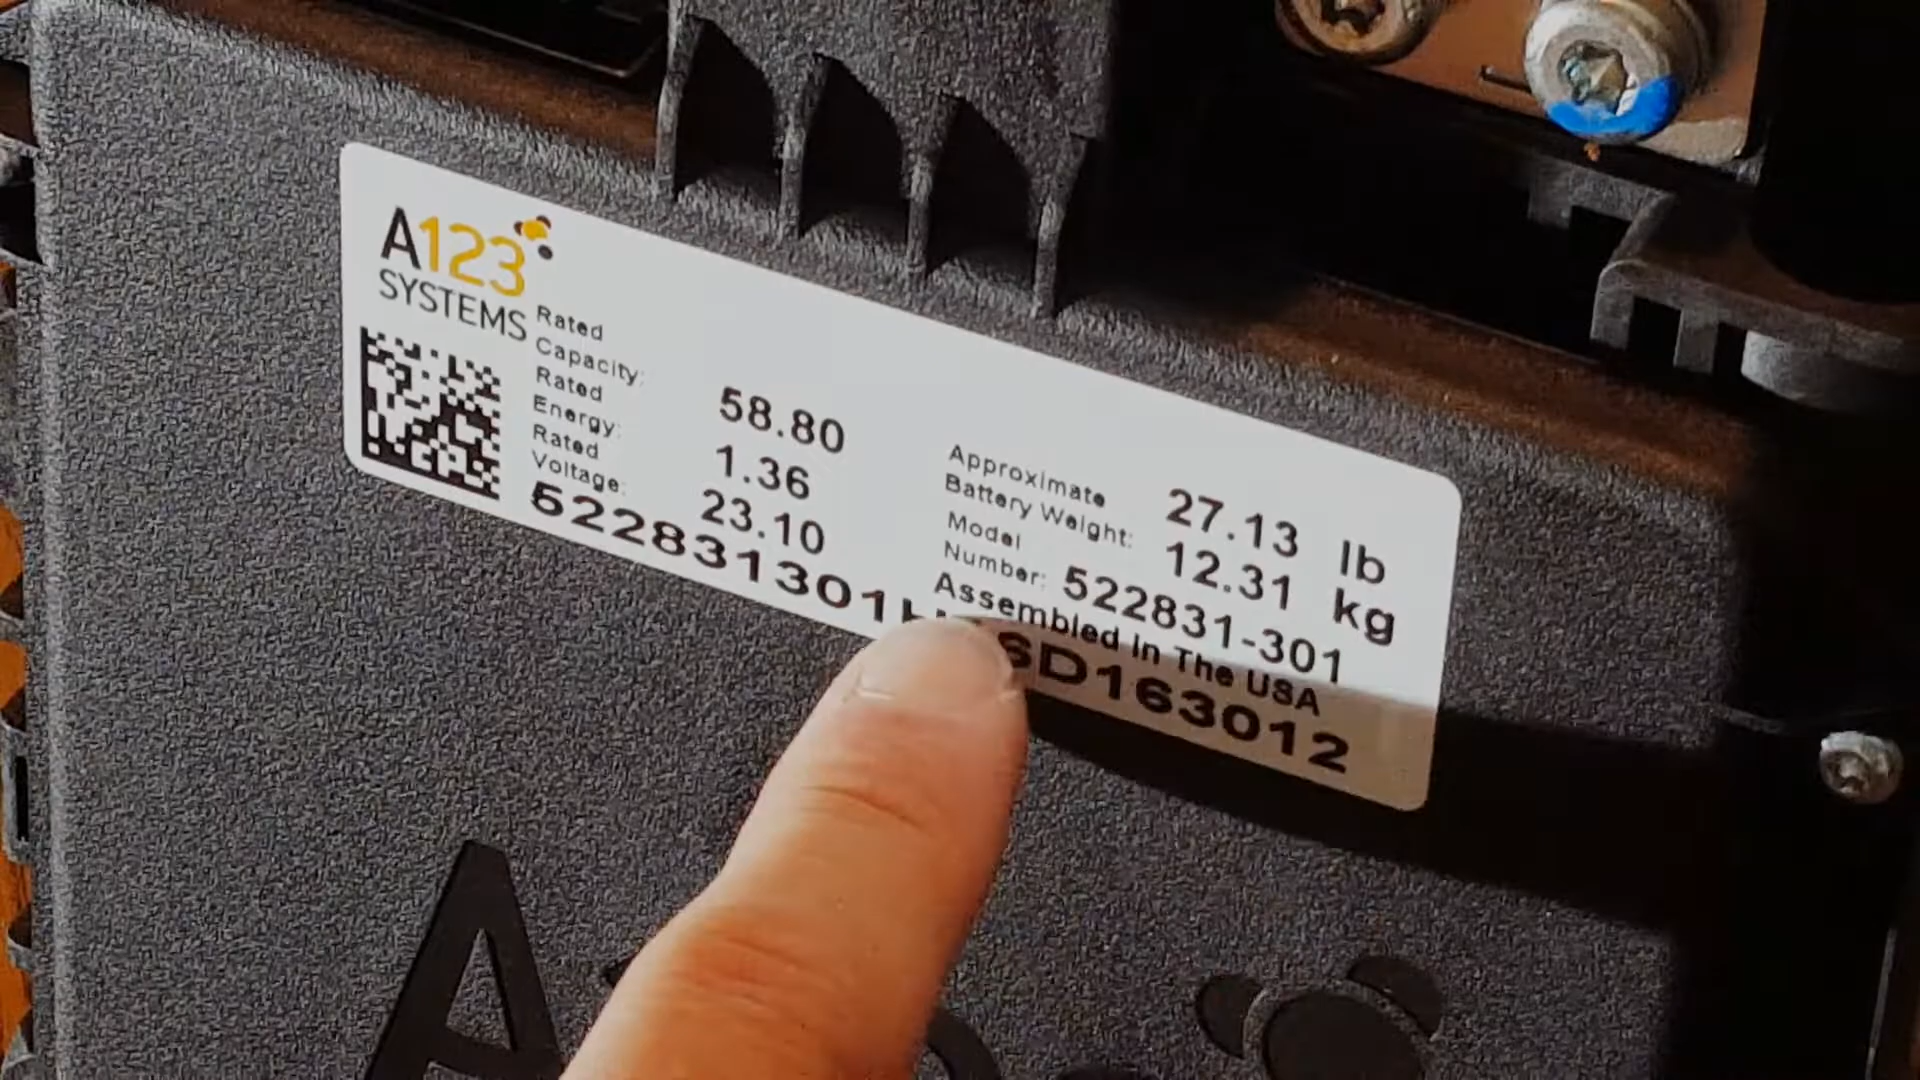 A123
SYSTEMS
Rated
Capacity: 58.80
Rated
Energy: 1.36
Rated
Voltage: 23.10
Approximate
Battery Weight: 27.13 lb
12.31 kg
Model
Number: 522831-301
Assembled In The USA
522831301 6D163012
A